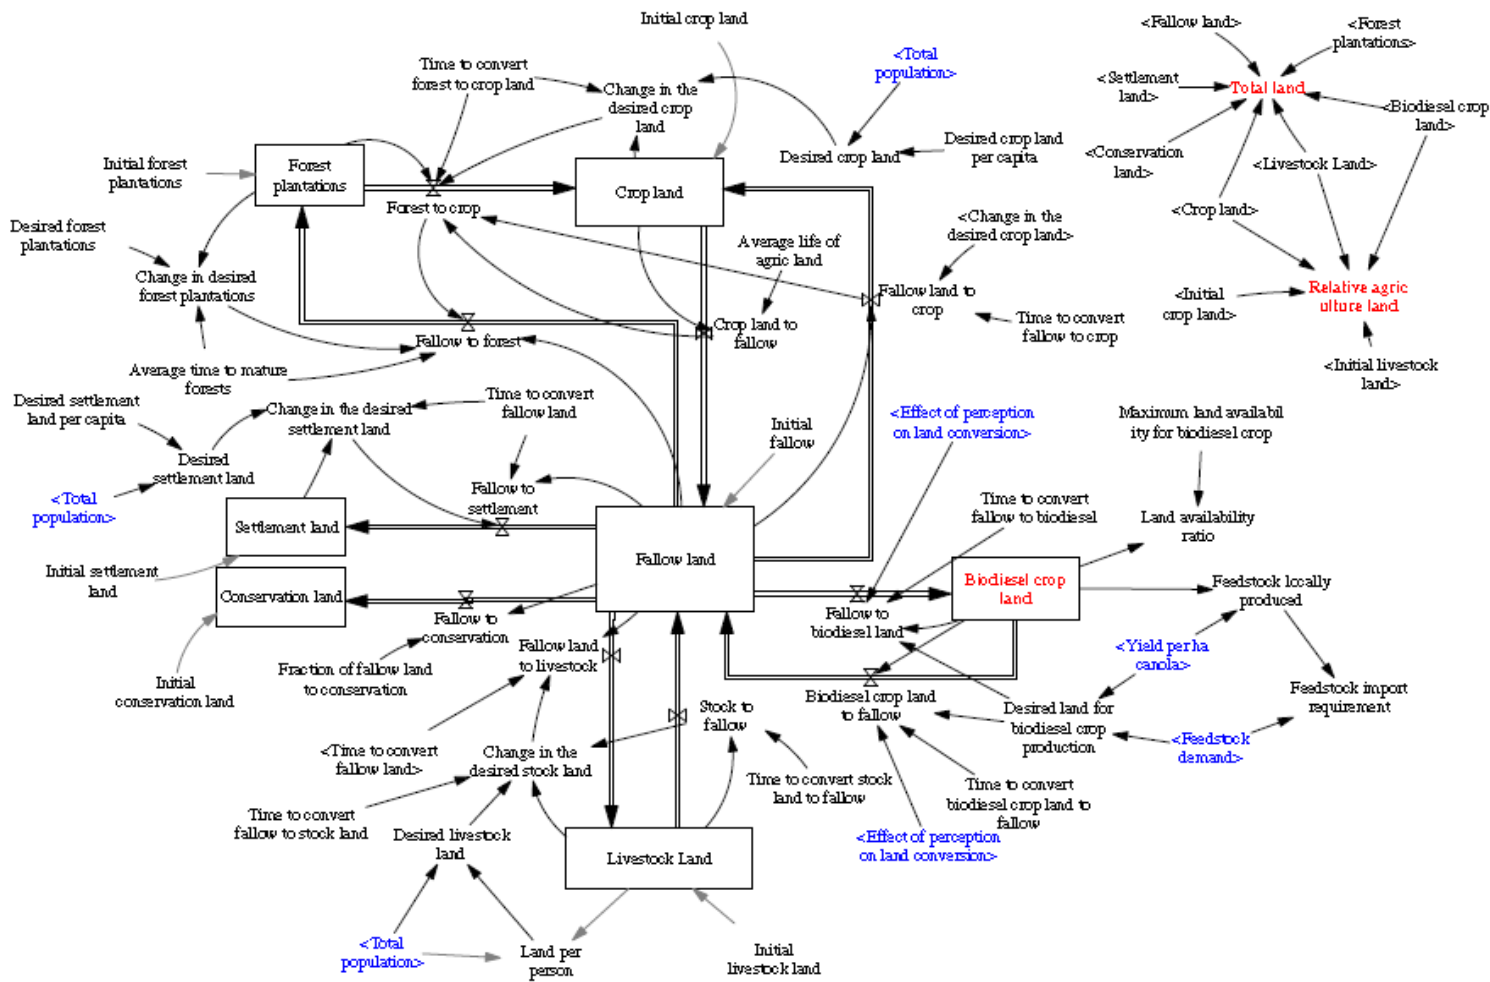 Initial crop land
<Fallow land>
<Forest
plantations>
Time to convert
forest to crop land
<Total
population>
Change in the
desired crop
land
<Settlement
land>
Total land
<Biodiesel crop
land>
Initial forest
plantations
Forest
plantations
Crop land
Desired crop land
Desired crop land
per capita
<Conservation
land>
<Livestock Land>
Forest to crop
<Crop land>
Desired forest
plantations
<Change in the
desired crop land>
Average life of
agric land
Change in desired
forest plantations
Fallow land to
crop
<Initial
crop land>
Relative agric
ulture land
Crop land to
fallow
Time to convert
fallow to crop
Fallow to forest
Average time to mature
forests
<Initial livestock
land>
Desired settlement
land per capita
Change in the desired
settlement land
Time to convert
fallow land
Initial
fallow
<Effect of perception
on land conversion>
Maximum land availabil
ity for biodiesel crop
Desired
settlement land
<Total
population>
Fallow to
settlement
Time to convert
fallow to biodiesel
Land availability
ratio
Settlement land
Fallow land
Initial settlement
land
Conservation land
Biodiesel crop
land
Feedstock locally
produced
Fallow to
conservation
Fallow to
biodiesel land
Fallow land
to livestock
<Yield per ha
canola>
Fraction of fallow land
to conservation
Initial
conservation land
Biodiesel crop land
to fallow
Desired land for
biodiesel crop
production
Feedstock import
requirement
Stock to
fallow
<Time to convert
fallow land>
Change in the
desired stock land
<Feedstock
demand>
Time to convert stock
land to fallow
Time to convert
biodiesel crop land to
fallow
Time to convert
fallow to stock land
Desired livestock
land
Livestock Land
<Effect of perception
on land conversion>
<Total
population>
Land per
person
Initial
livestock land